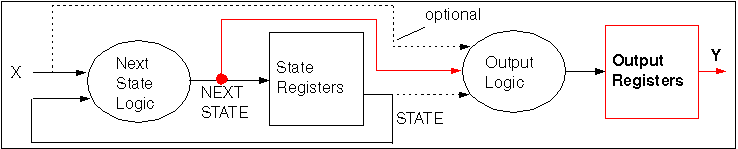 optional
X
Next
State
Logic
NEXT
STATE
State
Registers
STATE
Output
Logic
Output
Registers
Y